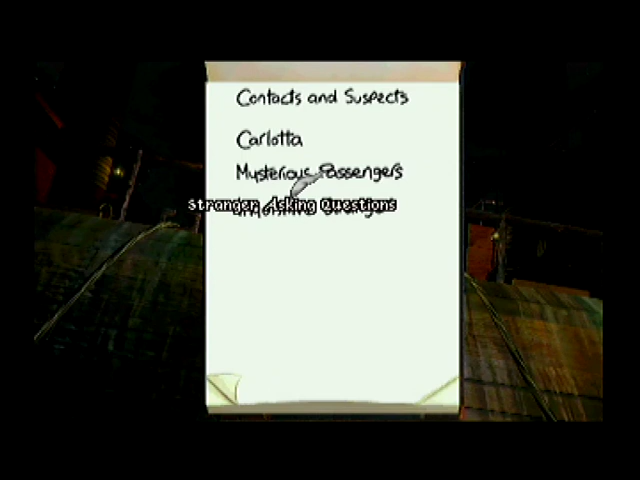 Contacts and Suspects
Carlotta
Mysterious Passengers
Stranger Asking Questions